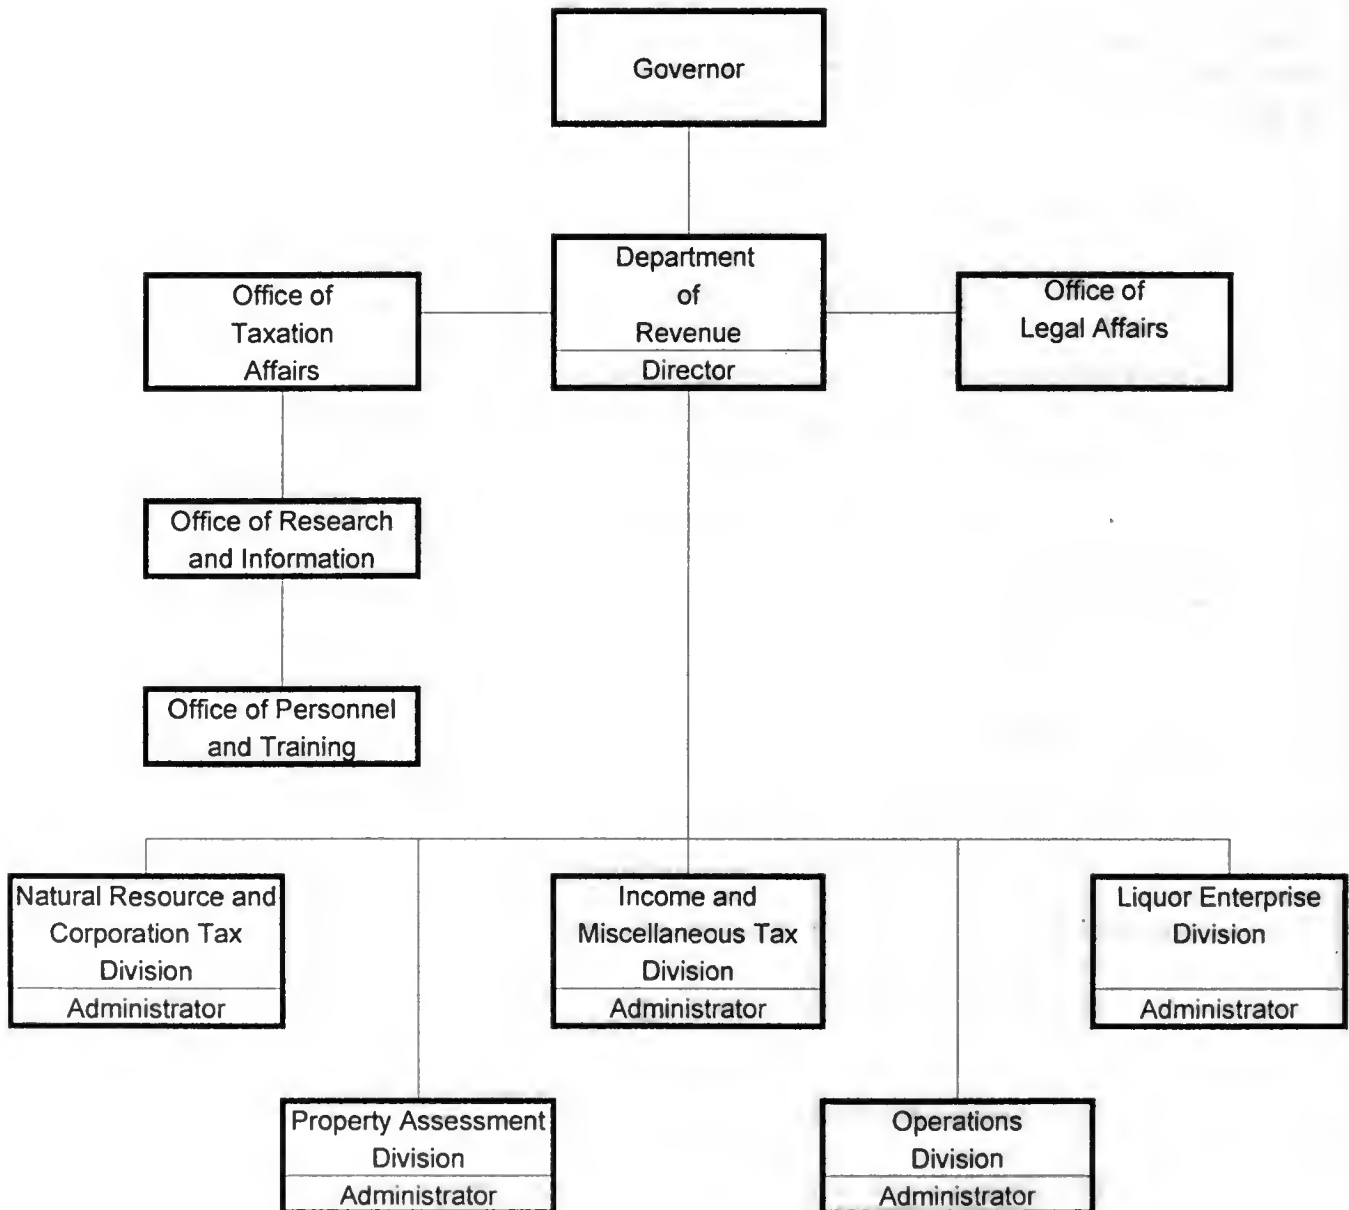 Governor
Department
of
Revenue
Director
Office of
Taxation
Affairs
Office of
Legal Affairs
Office of Research
and Information
Office of Personnel
and Training
Natural Resource and
Corporation Tax
Division
Administrator
Income and
Miscellaneous Tax
Division
Administrator
Liquor Enterprise
Division
Administrator
Property Assessment
Division
Administrator
Operations
Division
Administrator